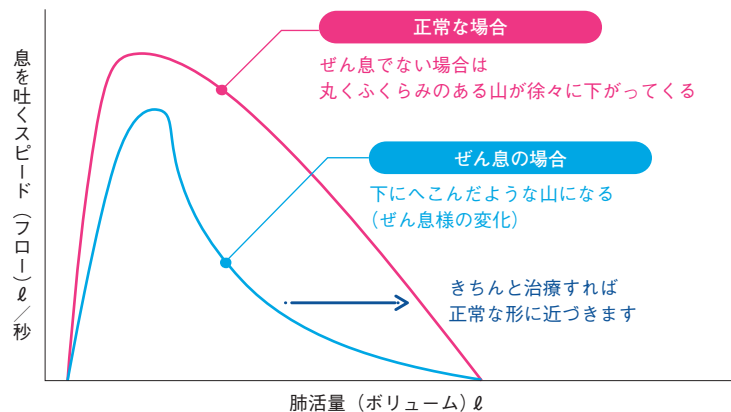 正常な場合
ぜん息でない場合は
丸くふくらみのある山が徐々に下がってくる
ぜん息の場合
下にへこんだような山になる
（ぜん息様の変化）
きちんと治療すれば
正常な形に近づきます
息を吐くスピード（フロー）ℓ／秒
肺活量（ボリューム）ℓ